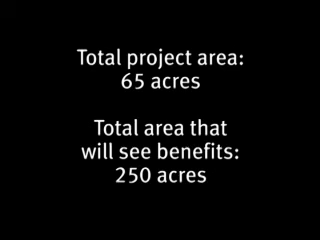 Total project area:
65 acres
Total area that
will see benefits:
250 acres